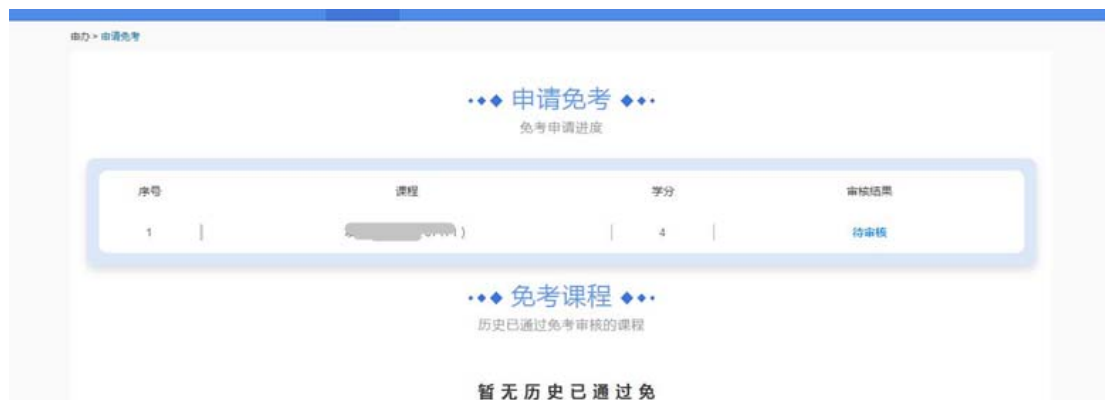 申办 > 申请免考
申请免考
免考申请进度
序号 课程 学分 审核结果
1 ) 4 待审核
免考课程
历史已通过免考审核的课程
暂无历史已通过免